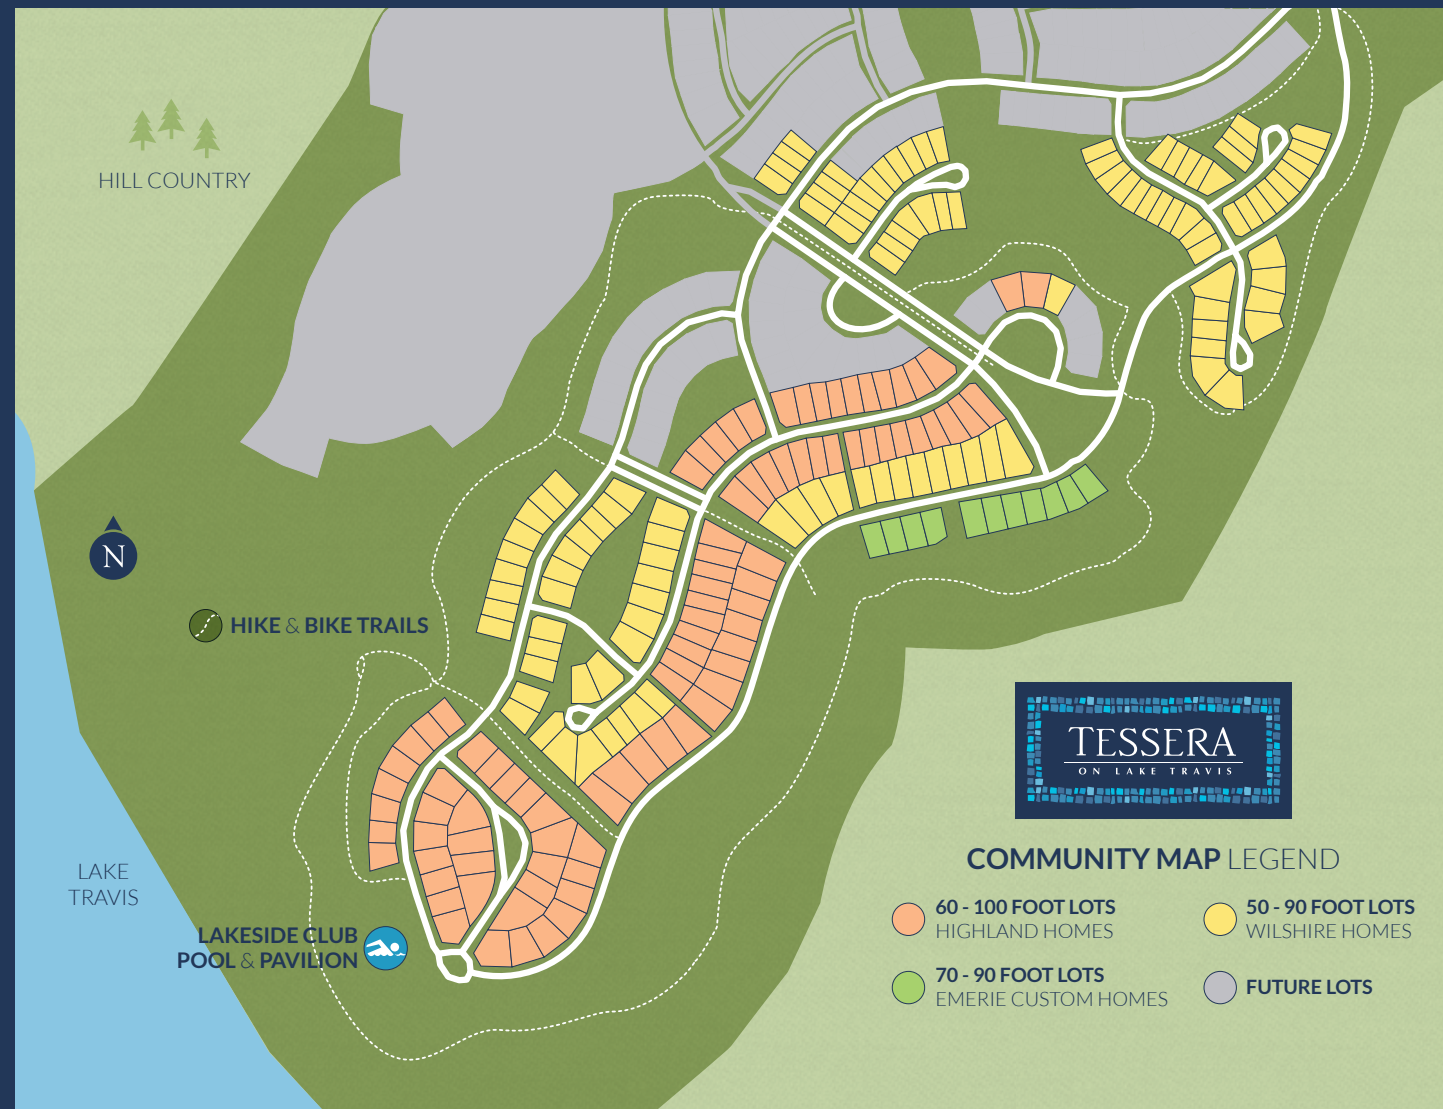 HILL COUNTRY
N
HIKE & BIKE TRAILS
LAKE
TRAVIS
LAKESIDE CLUB
POOL & PAVILION
TESSERA
ON LAKE TRAVIS
COMMUNITY MAP LEGEND
60 - 100 FOOT LOTS
HIGHLAND HOMES
50 - 90 FOOT LOTS
WILSHIRE HOMES
70 - 90 FOOT LOTS
EMERIE CUSTOM HOMES
FUTURE LOTS